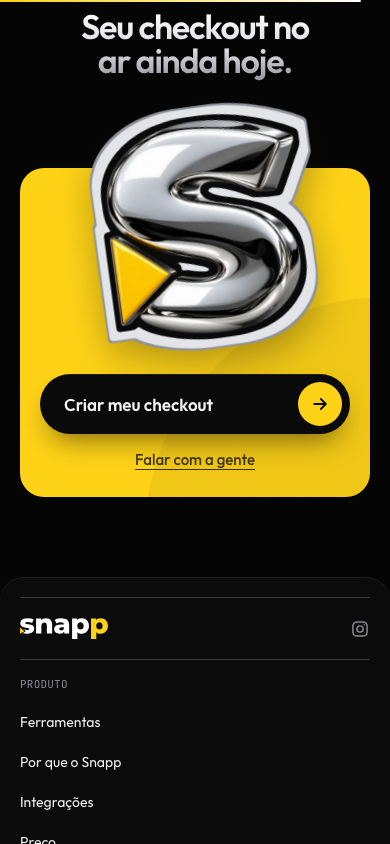 Seu checkout no
ar ainda hoje.
S
Criar meu checkout
Falar com a gente
snapp
PRODUTO
Ferramentas
Por que o Snapp
Integrações
Preço